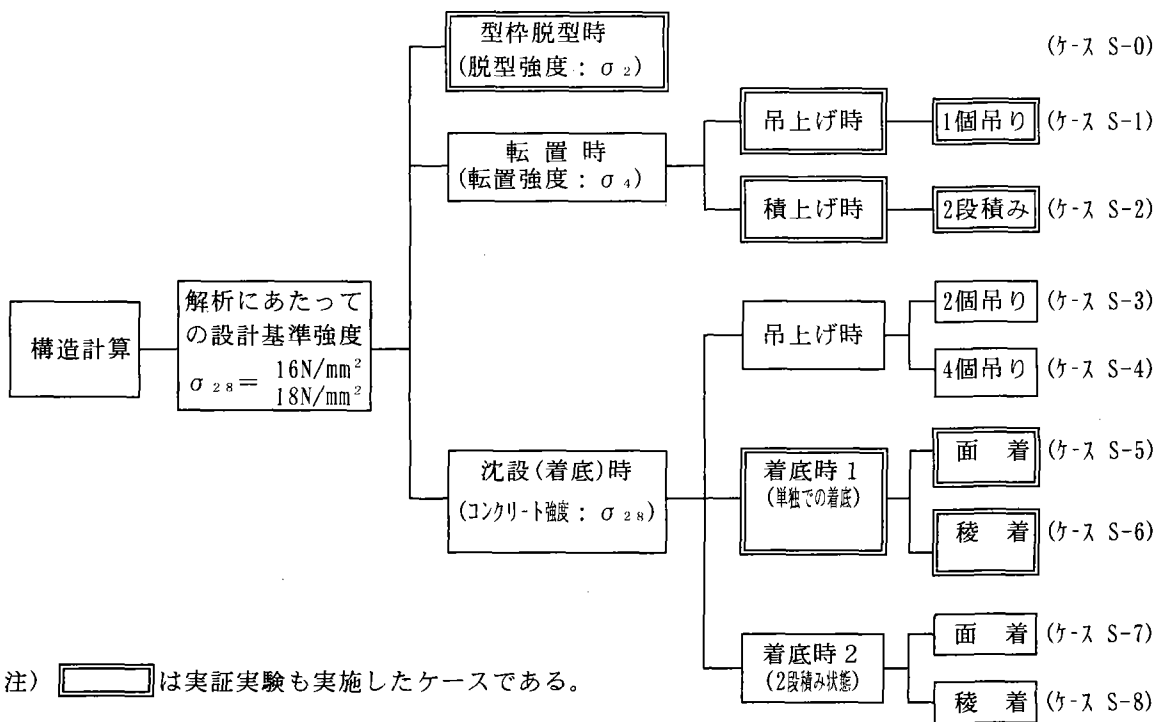 型枠脱型時
(脱型強度：σ₂)
(ｹｰｽ S-0)
吊上げ時
1個吊り
(ｹｰｽ S-1)
転置時
(転置強度：σ₄)
積上げ時
2段積み
(ｹｰｽ S-2)
構造計算
解析にあたって
の設計基準強度
σ₂₈＝ 16N/mm²
18N/mm²
吊上げ時
2個吊り
(ｹｰｽ S-3)
4個吊り
(ｹｰｽ S-4)
沈設(着底)時
(コンクリート強度：σ₂₈)
着底時1
(単独での着底)
面 着
(ｹｰｽ S-5)
稜 着
(ｹｰｽ S-6)
着底時2
(2段積み状態)
面 着
(ｹｰｽ S-7)
稜 着
(ｹｰｽ S-8)
注) は実証実験も実施したケースである。